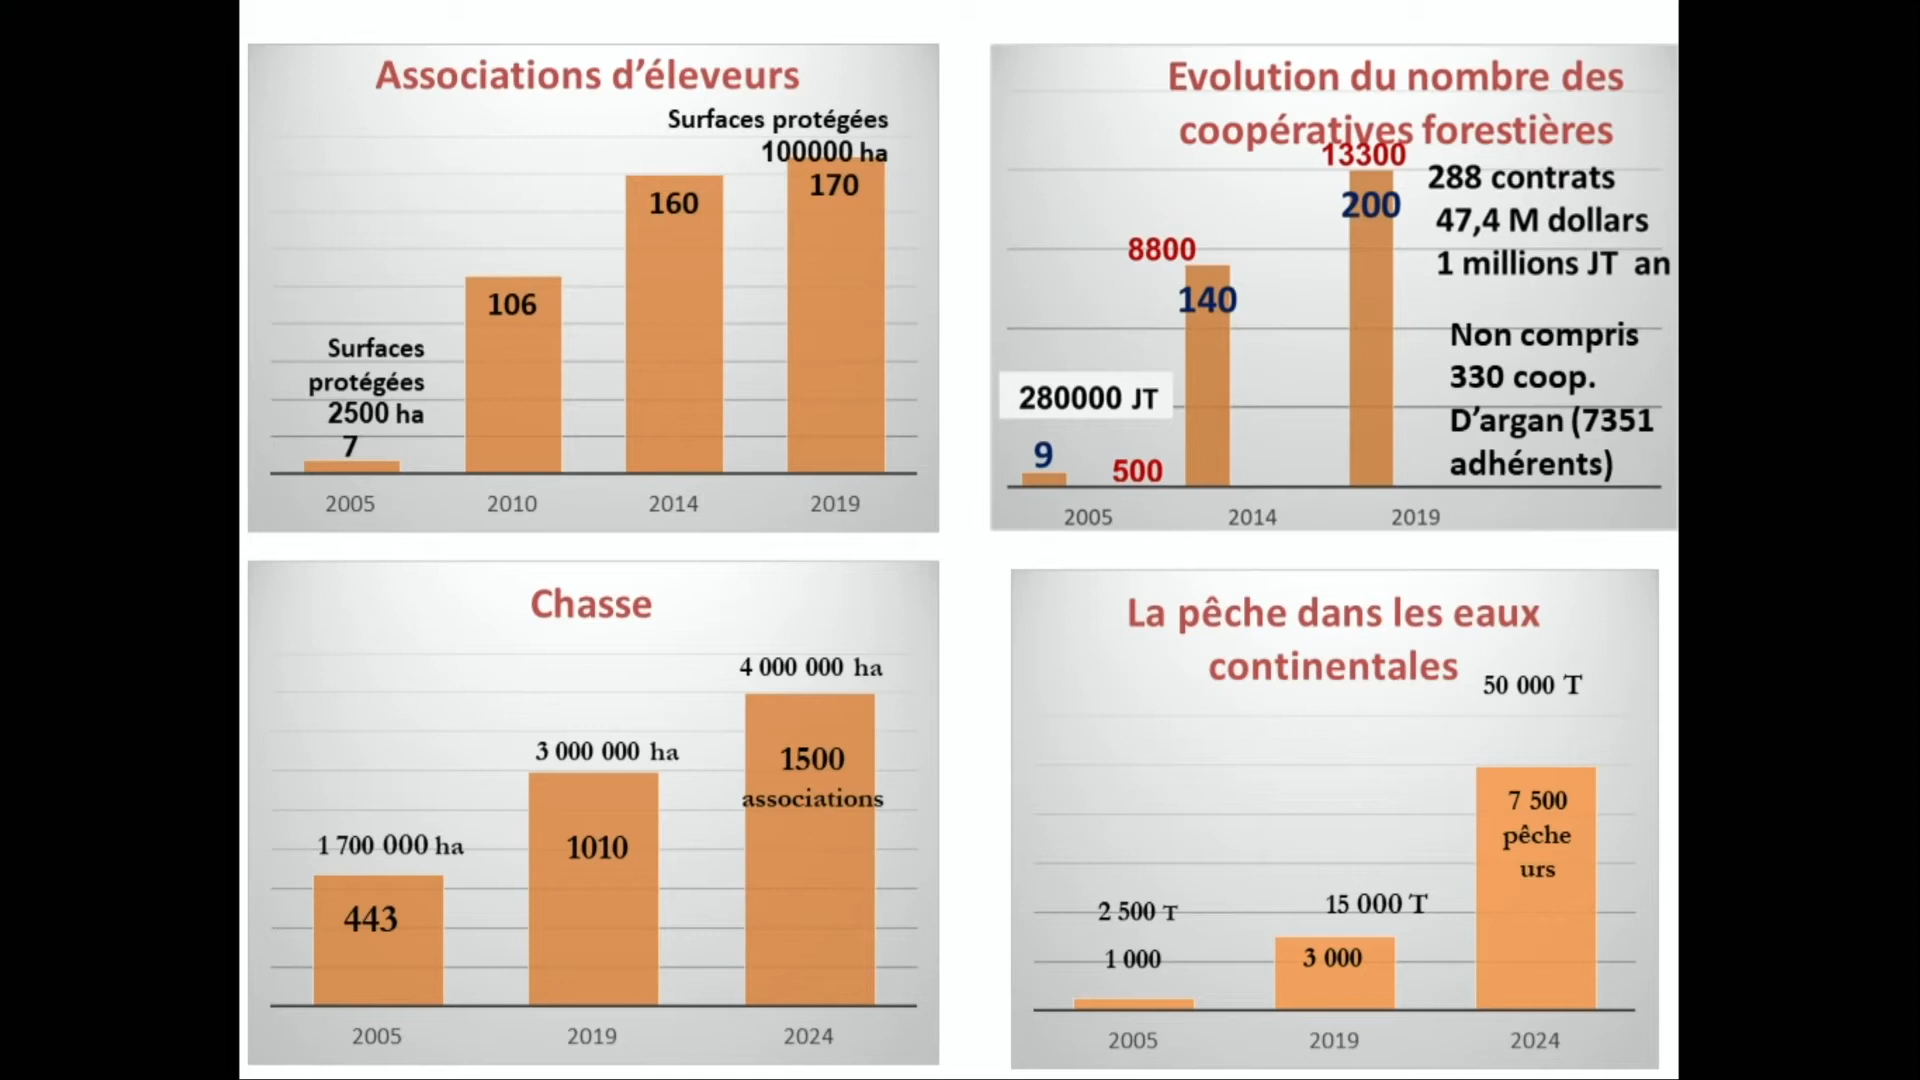 Associations d’éleveurs
Surfaces protégées
100000 ha
170
160
106
Surfaces
protégées
2500 ha
7
2005 2010 2014 2019
Evolution du nombre des
coopératives forestières
13300
288 contrats
200
47,4 M dollars
8800
1 millions JT an
140
Non compris
330 coop.
280000 JT
D’argan (7351
9
adhérents)
500
2005 2014 2019
Chasse
4 000 000 ha
3 000 000 ha
1500
associations
1 700 000 ha
1010
443
2005 2019 2024
La pêche dans les eaux
continentales
50 000 T
7 500
pêche
urs
15 000 T
2 500 T
1 000
3 000
2005 2019 2024